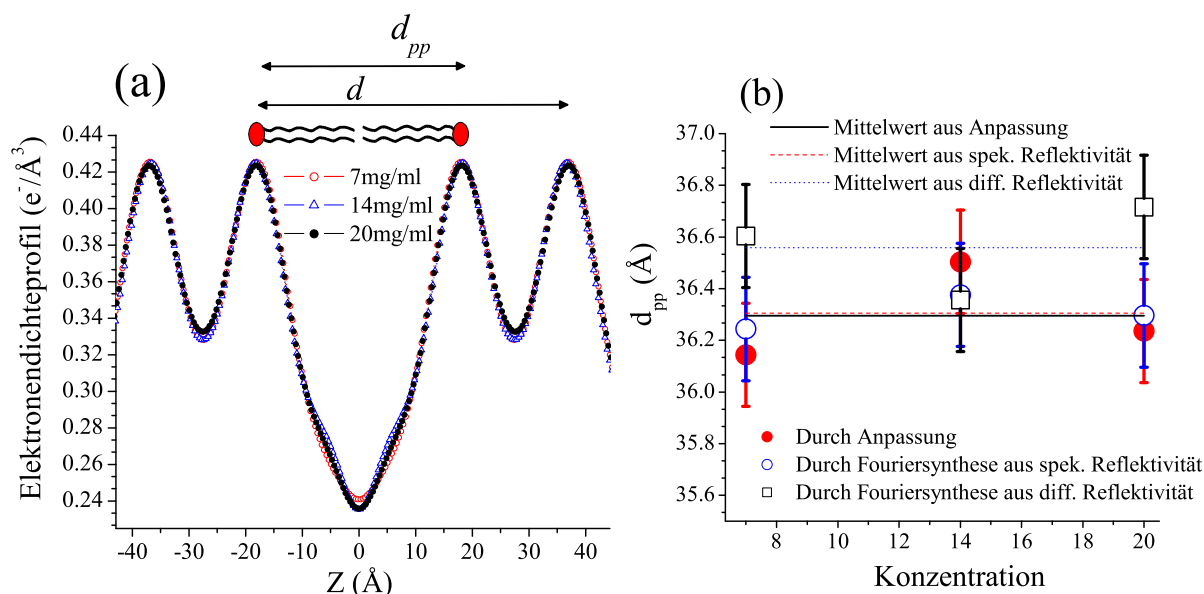 (a)
d_pp
d
Elektronendichteprofil (e⁻/Å³)
0.44
0.42
0.40
0.38
0.36
0.34
0.32
0.30
0.28
0.26
0.24
7mg/ml
14mg/ml
20mg/ml
-40 -30 -20 -10 0 10 20 30 40
Z (Å)
(b)
d_pp (Å)
37.0
36.8
36.6
36.4
36.2
36.0
35.8
35.6
Mittelwert aus Anpassung
Mittelwert aus spek. Reflektivität
Mittelwert aus diff. Reflektivität
Durch Anpassung
Durch Fouriersynthese aus spek. Reflektivität
Durch Fouriersynthese aus diff. Reflektivität
8 10 12 14 16 18 20
Konzentration